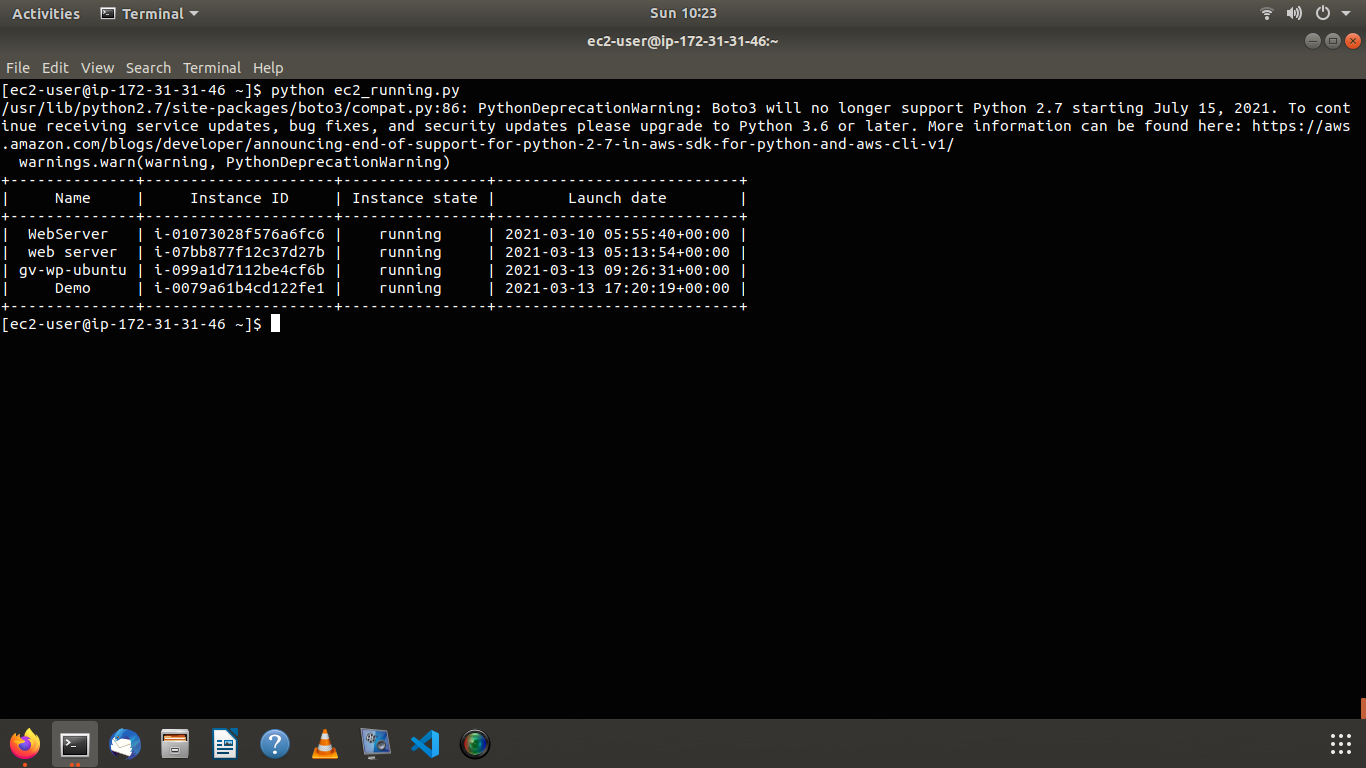 Activities Terminal Sun 10:23
ec2-user@ip-172-31-31-46:~
File Edit View Search Terminal Help
[ec2-user@ip-172-31-31-46 ~]$ python ec2_running.py
/usr/lib/python2.7/site-packages/boto3/compat.py:86: PythonDeprecationWarning: Boto3 will no longer support Python 2.7 starting July 15, 2021. To cont
inue receiving service updates, bug fixes, and security updates please upgrade to Python 3.6 or later. More information can be found here: https://aws
.amazon.com/blogs/developer/announcing-end-of-support-for-python-2-7-in-aws-sdk-for-python-and-aws-cli-v1/
  warnings.warn(warning, PythonDeprecationWarning)
+--------------+---------------------+----------------+---------------------------+
|     Name     |     Instance ID     | Instance state |        Launch date        |
+--------------+---------------------+----------------+---------------------------+
|  WebServer   | i-01073028f576a6fc6 |    running     | 2021-03-10 05:55:40+00:00 |
|  web server  | i-07bb877f12c37d27b |    running     | 2021-03-13 05:13:54+00:00 |
| gv-wp-ubuntu | i-099a1d7112be4cf6b |    running     | 2021-03-13 09:26:31+00:00 |
|     Demo     | i-0079a61b4cd122fe1 |    running     | 2021-03-13 17:20:19+00:00 |
+--------------+---------------------+----------------+---------------------------+
[ec2-user@ip-172-31-31-46 ~]$